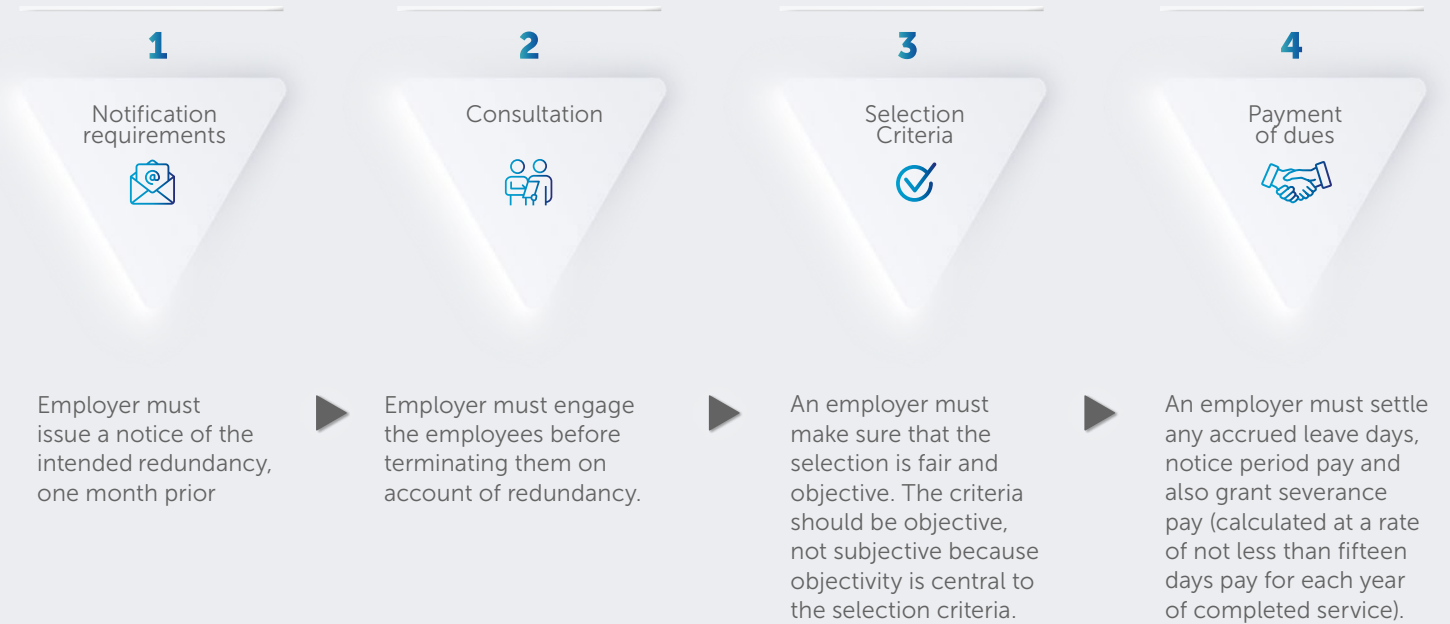 1
Notification
requirements
@
Employer must
issue a notice of the
intended redundancy,
one month prior
2
Consultation
Employer must engage
the employees before
terminating them on
account of redundancy.
3
Selection
Criteria
An employer must
make sure that the
selection is fair and
objective. The criteria
should be objective,
not subjective because
objectivity is central to
the selection criteria.
4
Payment
of dues
An employer must settle
any accrued leave days,
notice period pay and
also grant severance
pay (calculated at a rate
of not less than fifteen
days pay for each year
of completed service).